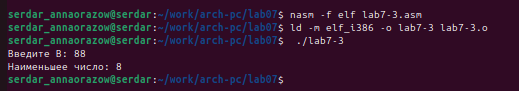 serdar_annaorazow@serdar:~/work/arch-pc/lab07$ nasm -f elf lab7-3.asm
serdar_annaorazow@serdar:~/work/arch-pc/lab07$ ld -m elf_i386 -o lab7-3 lab7-3.o
serdar_annaorazow@serdar:~/work/arch-pc/lab07$  ./lab7-3
Введите B: 88
Наименьшее число: 8
serdar_annaorazow@serdar:~/work/arch-pc/lab07$